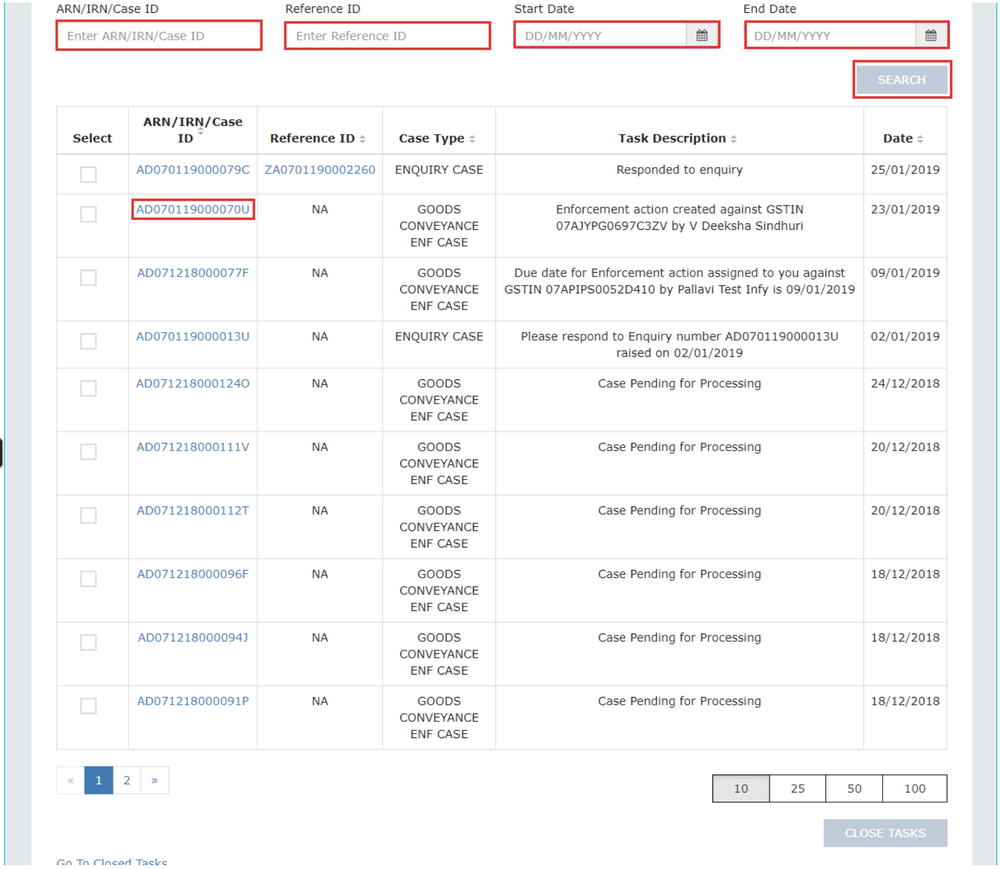 ARN/IRN/Case ID
Reference ID
Start Date
End Date
Enter ARN/IRN/Case ID
Enter Reference ID
DD/MM/YYYY
DD/MM/YYYY
SEARCH
Select
ARN/IRN/Case
ID
Reference ID
Case Type
Task Description
Date
AD070119000079C
ZA0701190002260
ENQUIRY CASE
Responded to enquiry
25/01/2019
AD070119000070U
NA
GOODS
CONVEYANCE
ENF CASE
Enforcement action created against GSTIN
07AJYPG0697C3ZV by V Deeksha Sindhuri
23/01/2019
AD071218000077F
NA
GOODS
CONVEYANCE
ENF CASE
Due date for Enforcement action assigned to you against
GSTIN 07APIPS0052D410 by Pallavi Test Infy is 09/01/2019
09/01/2019
AD070119000013U
NA
ENQUIRY CASE
Please respond to Enquiry number AD070119000013U
raised on 02/01/2019
02/01/2019
AD071218000124O
NA
GOODS
CONVEYANCE
ENF CASE
Case Pending for Processing
24/12/2018
AD071218000111V
NA
GOODS
CONVEYANCE
ENF CASE
Case Pending for Processing
20/12/2018
AD071218000112T
NA
GOODS
CONVEYANCE
ENF CASE
Case Pending for Processing
20/12/2018
AD071218000096F
NA
GOODS
CONVEYANCE
ENF CASE
Case Pending for Processing
18/12/2018
AD071218000094J
NA
GOODS
CONVEYANCE
ENF CASE
Case Pending for Processing
18/12/2018
AD071218000091P
NA
GOODS
CONVEYANCE
ENF CASE
Case Pending for Processing
18/12/2018
« 1 2 »
10 25 50 100
CLOSE TASKS
Go To Closed Tasks